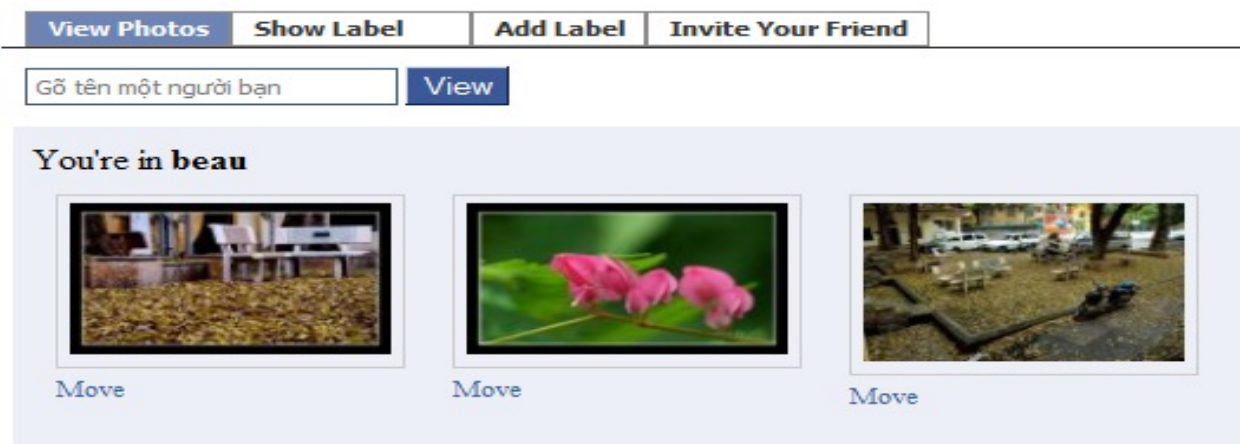 View Photos Show Label Add Label Invite Your Friend
Gõ tên một người bạn View
You're in beau
Move Move Move